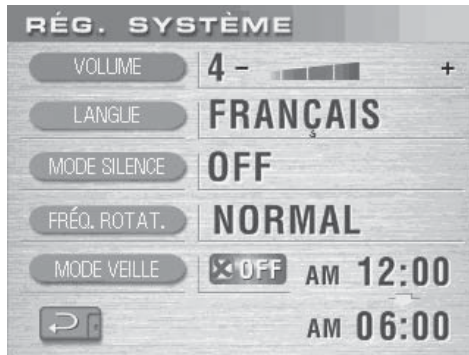 RÉG. SYSTÈME
VOLUME 4 - +
LANGUE FRANÇAIS
MODE SILENCE OFF
FRÉQ. ROTAT. NORMAL
MODE VEILLE OFF AM 12:00
AM 06:00